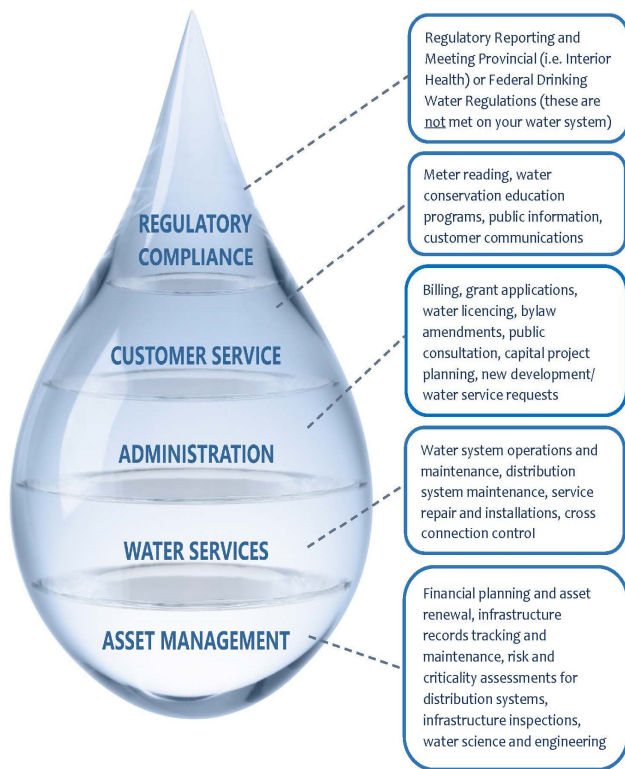 Regulatory Reporting and
Meeting Provincial (i.e. Interior
Health) or Federal Drinking
Water Regulations (these are
not met on your water system)
REGULATORY
COMPLIANCE
Meter reading, water
conservation education
programs, public information,
customer communications
CUSTOMER SERVICE
Billing, grant applications,
water licencing, bylaw
amendments, public
consultation, capital project
planning, new development/
water service requests
ADMINISTRATION
Water system operations and
maintenance, distribution
system maintenance, service
repair and installations, cross
connection control
WATER SERVICES
Financial planning and asset
renewal, infrastructure
records tracking and
maintenance, risk and
criticality assessments for
distribution systems,
infrastructure inspections,
water science and engineering
ASSET MANAGEMENT